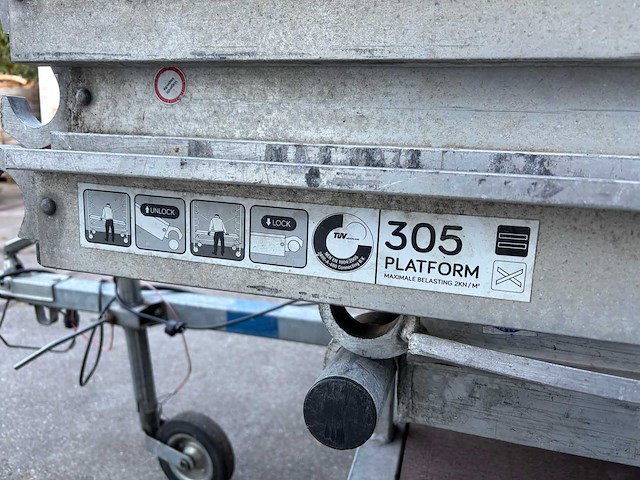 UNLOCK
LOCK
TÜV
305
PLATFORM
MAXIMALE BELASTING 2KN/M²